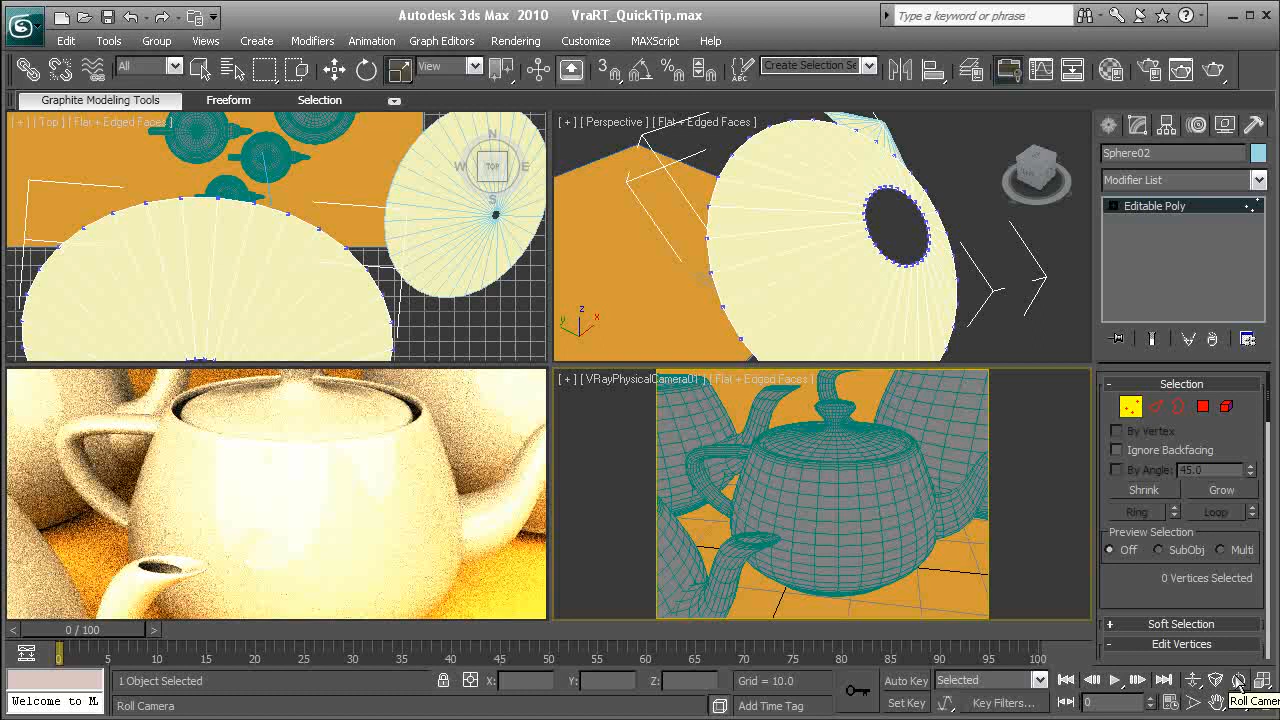 Autodesk 3ds Max 2010 VraRT_QuickTip.max
Type a keyword or phrase
Edit Tools Group Views Create Modifiers Animation Graph Editors Rendering Customize MAXScript Help
All View 3 Create Selection Se
Graphite Modeling Tools Freeform Selection
[ + ] [ Top ] [ Flat + Edged Faces ]
N
W TOP E
S
[ + ] [ Perspective ] [ Flat + Edged Faces ]
z
y x
Sphere02
Modifier List
Editable Poly
[ + ] [ VRayPhysicalCamera01 ] [ Flat + Edged Faces ]
- Selection
By Vertex
Ignore Backfacing
By Angle: 45.0
Shrink Grow
Ring Loop
Preview Selection
Off SubObj Multi
0 Vertices Selected
+ Soft Selection
- Edit Vertices
< 0 / 100 >
0 5 10 15 20 25 30 35 40 45 50 55 60 65 70 75 80 85 90 95 100
1 Object Selected X: Y: Z: Grid = 10.0 Auto Key Selected
Welcome to M
Roll Camera Add Time Tag Set Key Key Filters... 0
Roll Camer